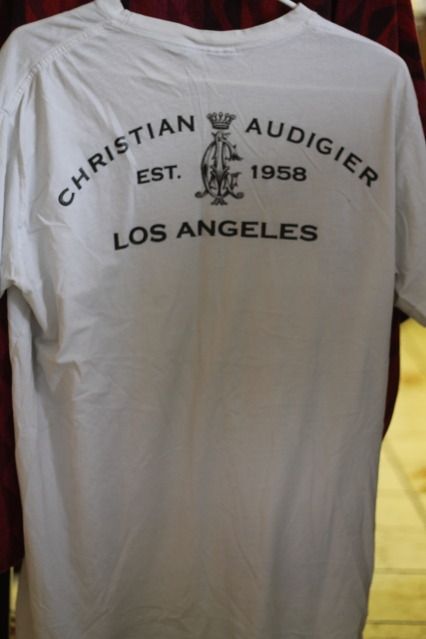 CHRISTIAN AUDIGIER
EST. 1958
LOS ANGELES